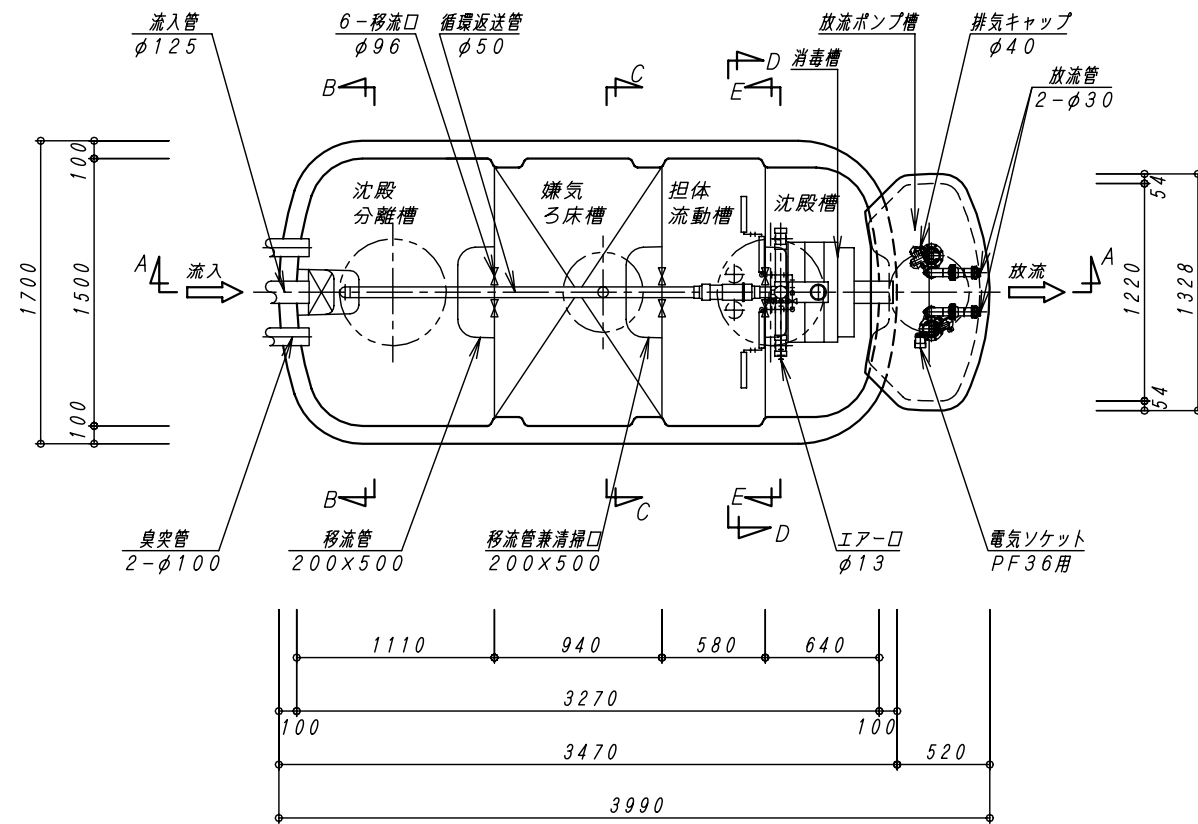 流入管
φ125
6-移流口
φ96
循環返送管
φ50
放流ポンプ槽
消毒槽
排気キャップ
φ40
放流管
2-φ30
B
C
D
E
沈殿
分離槽
嫌気
ろ床槽
担体
流動槽
沈殿槽
A
流入
放流
A
100
1700
1500
100
54
1220
1328
54
B
C
E
D
臭突管
2-φ100
移流管
200×500
移流管兼清掃口
200×500
エアー口
φ13
電気ソケット
PF36用
1110
940
580
640
3270
100
100
3470
520
3990